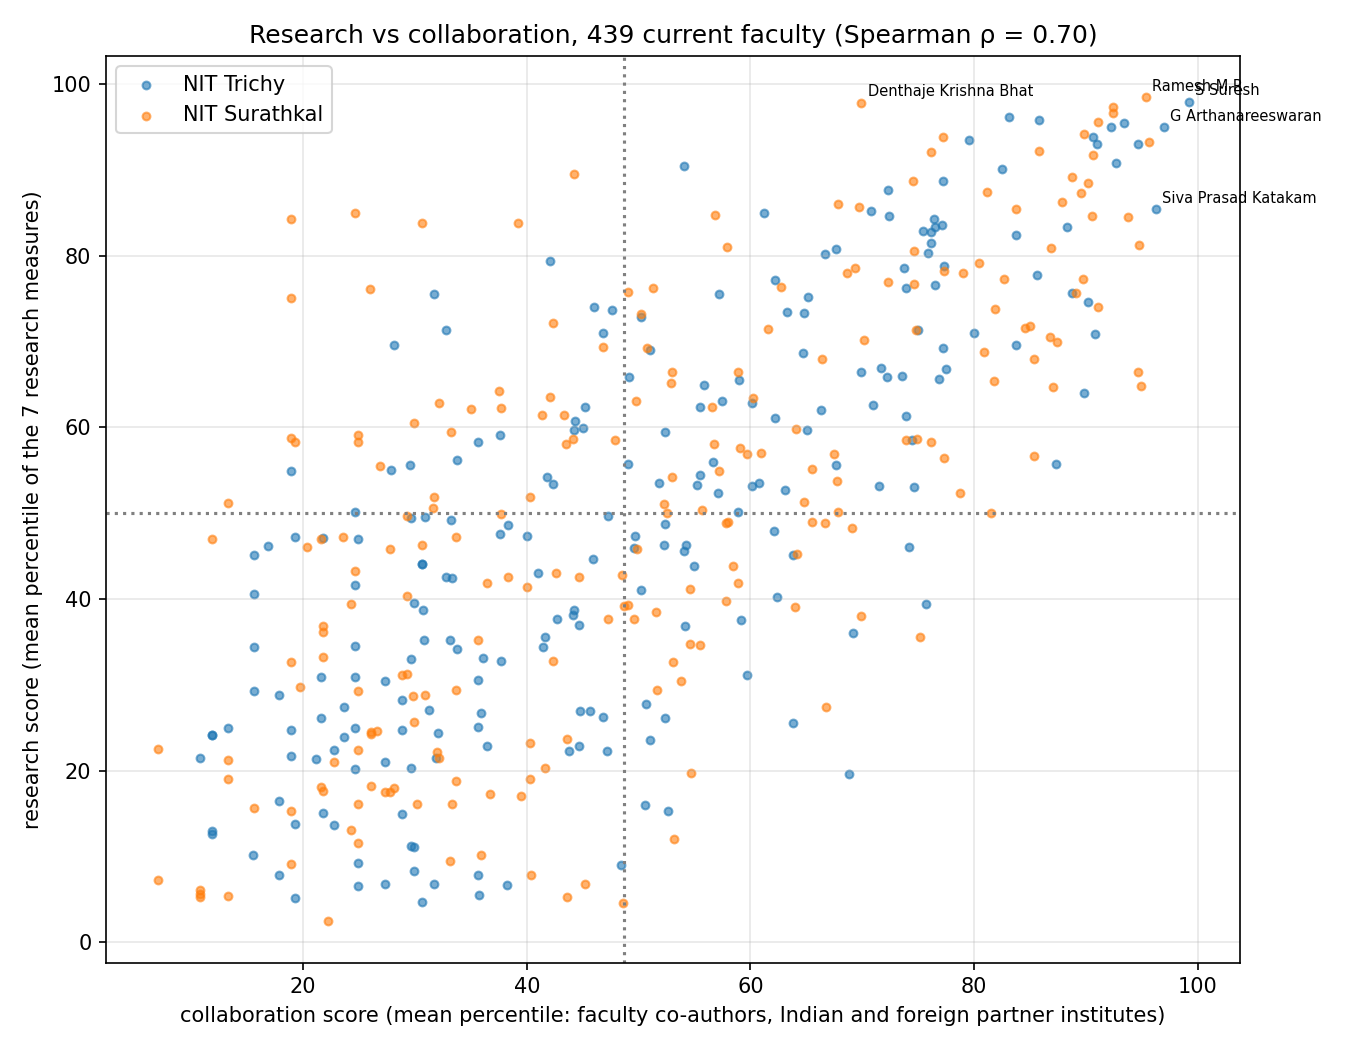 Research vs collaboration, 439 current faculty (Spearman ρ = 0.70)
NIT Trichy
NIT Surathkal
Denthaje Krishna Bhat
Ramesh M R
S Suresh
G Arthanareeswaran
Siva Prasad Katakam
100
80
60
40
20
0
research score (mean percentile of the 7 research measures)
20 40 60 80 100
collaboration score (mean percentile: faculty co-authors, Indian and foreign partner institutes)